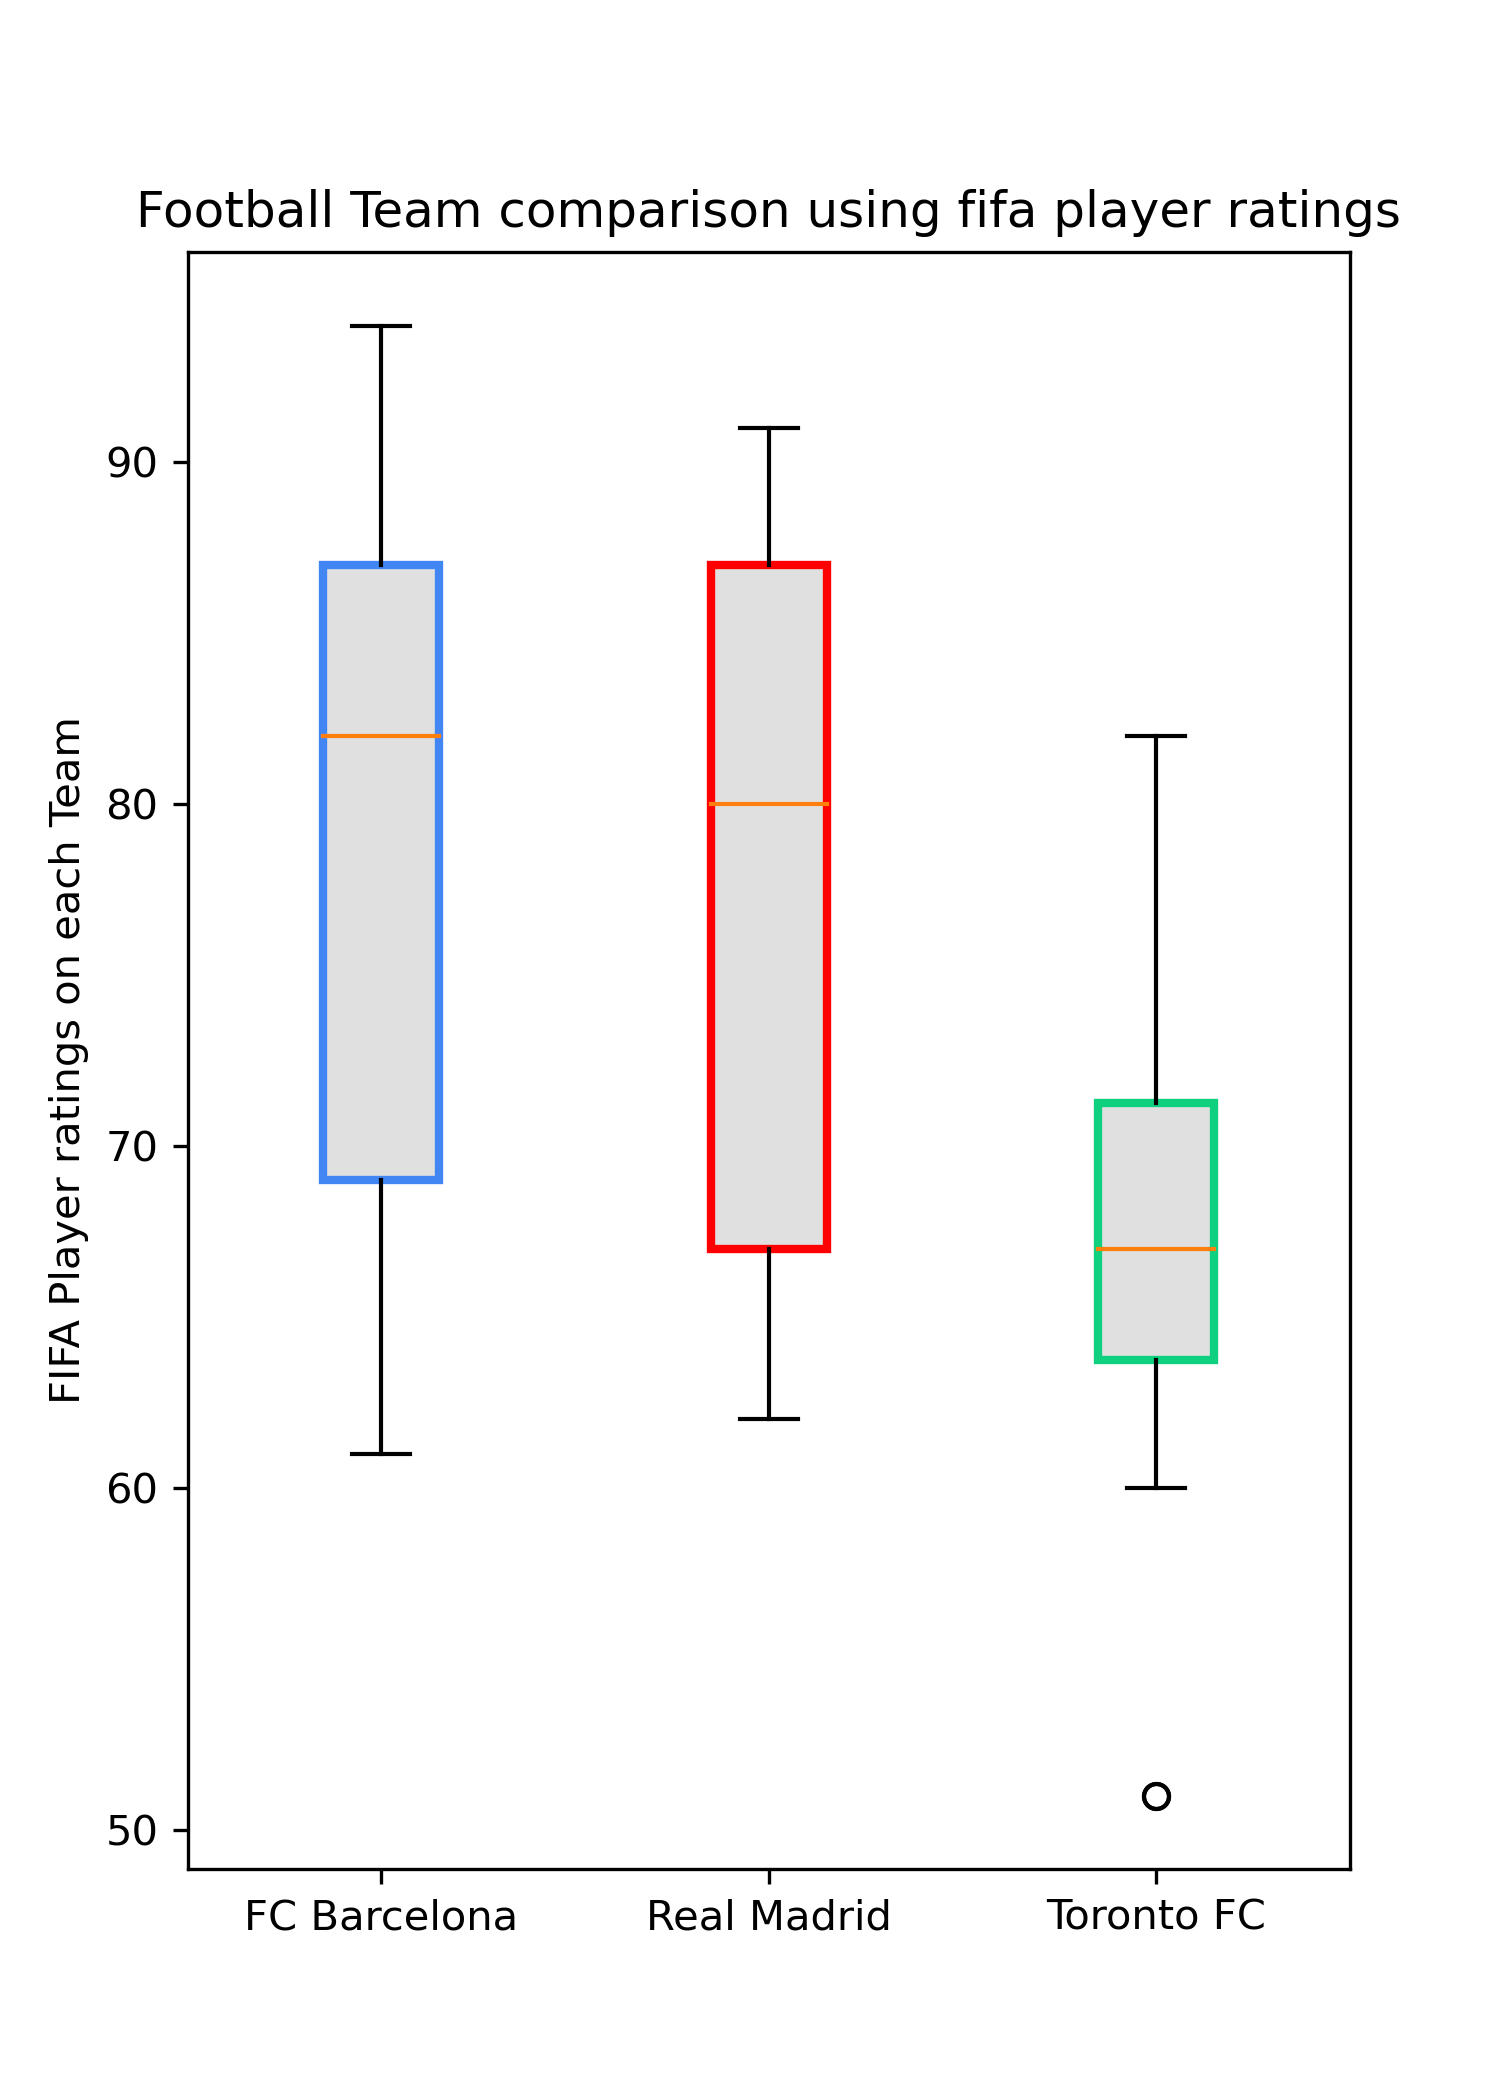 Football Team comparison using fifa player ratings
FIFA Player ratings on each Team
90
80
70
60
50
FC Barcelona
Real Madrid
Toronto FC